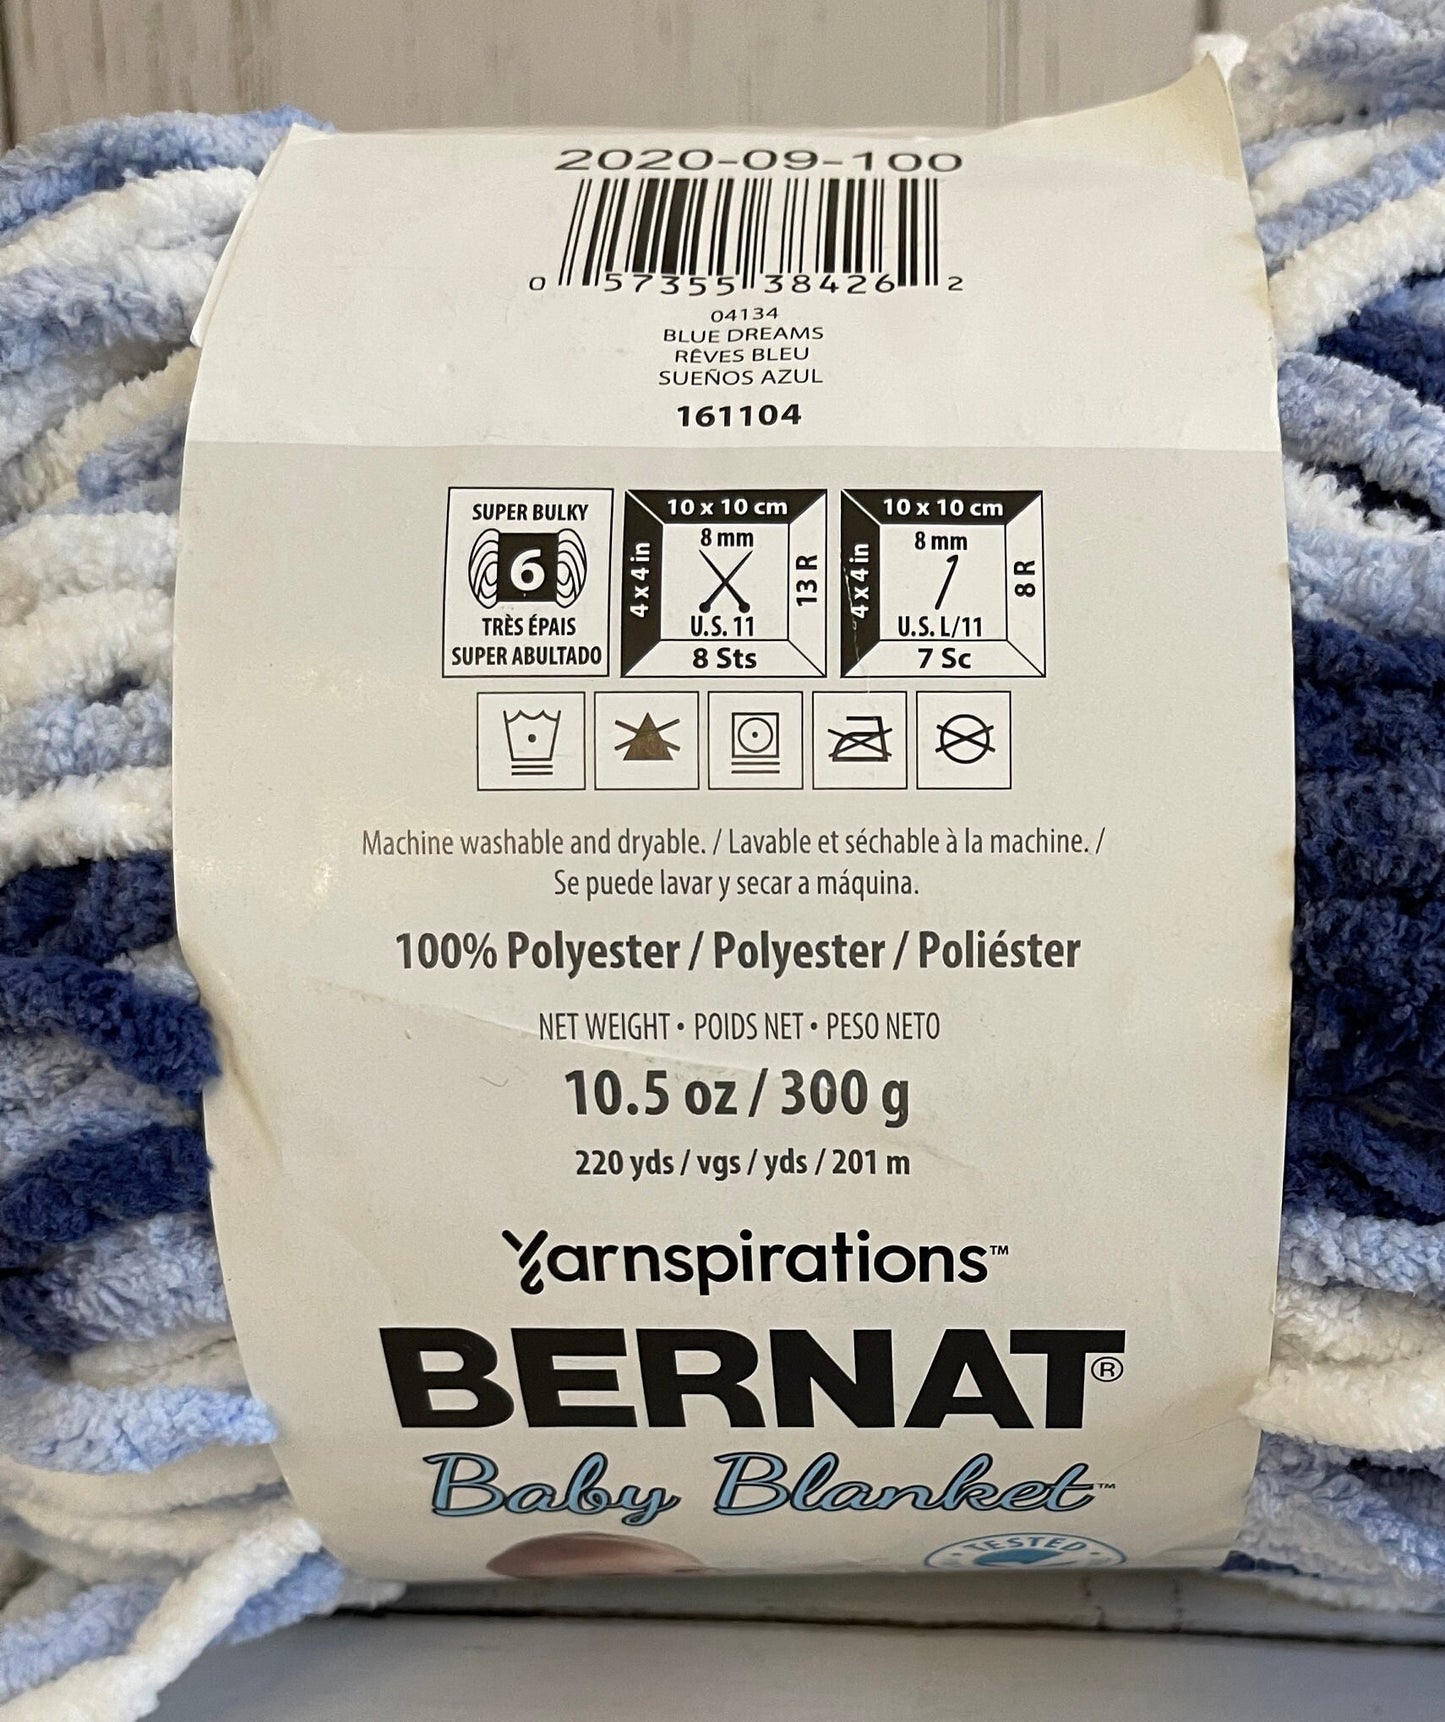 2020-09-100
0 57355 38426 2
04134
BLUE DREAMS
RÊVES BLEU
SUEÑOS AZUL
161104
SUPER BULKY
6
TRÈS ÉPAIS
SUPER ABULTADO
10 x 10 cm
4 x 4 in
8 mm
13 R
U.S. 11
8 Sts
10 x 10 cm
4 x 4 in
8 mm
8 R
U.S. L/11
7 Sc
Machine washable and dryable. / Lavable et séchable à la machine. /
Se puede lavar y secar a máquina.
100% Polyester / Polyester / Poliéster
NET WEIGHT • POIDS NET • PESO NETO
10.5 oz / 300 g
220 yds / vgs / yds / 201 m
Yarnspirations™
BERNAT®
Baby Blanket™
• TESTED •